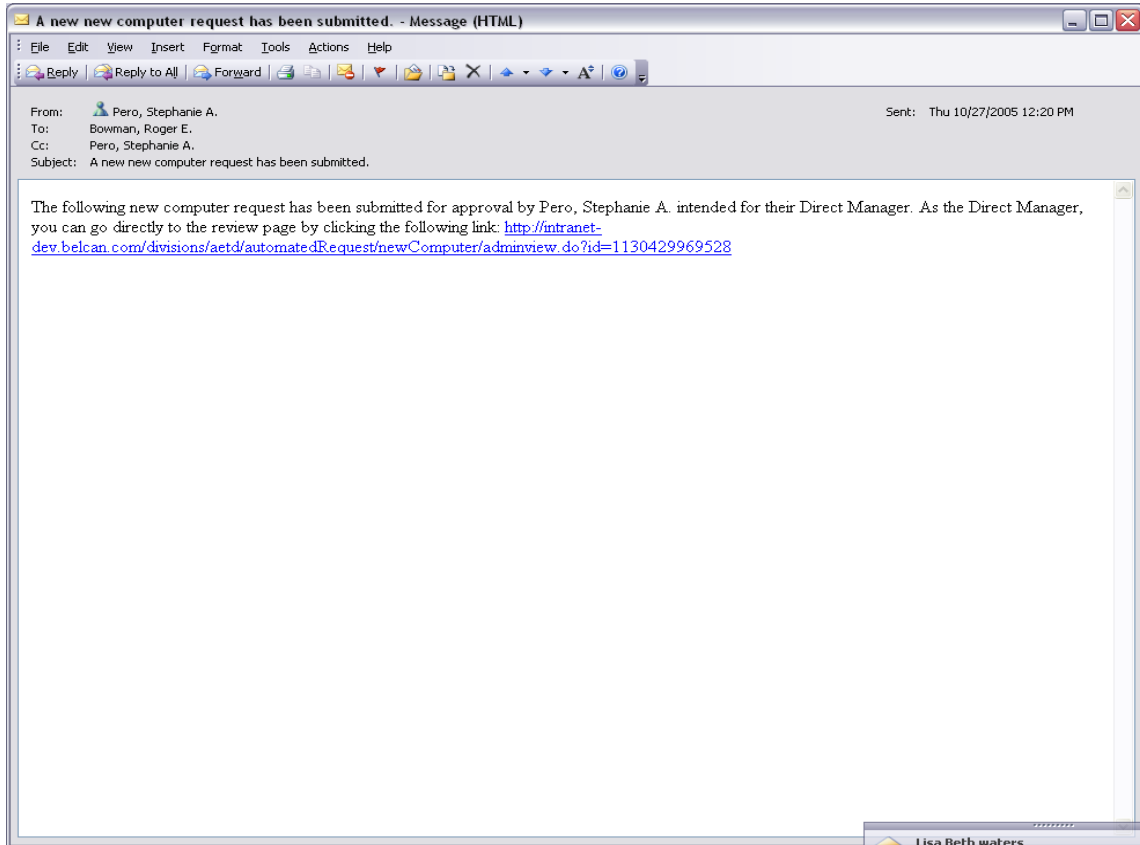 A new new computer request has been submitted. - Message (HTML)
File Edit View Insert Format Tools Actions Help
Reply Reply to All Forward
From: Pero, Stephanie A. Sent: Thu 10/27/2005 12:20 PM
To: Bowman, Roger E.
Cc: Pero, Stephanie A.
Subject: A new new computer request has been submitted.
The following new computer request has been submitted for approval by Pero, Stephanie A. intended for their Direct Manager. As the Direct Manager,
you can go directly to the review page by clicking the following link: http://intranet-
dev.belcan.com/divisions/aetd/automatedRequest/newComputer/adminview.do?id=1130429969528
Lisa Beth waters